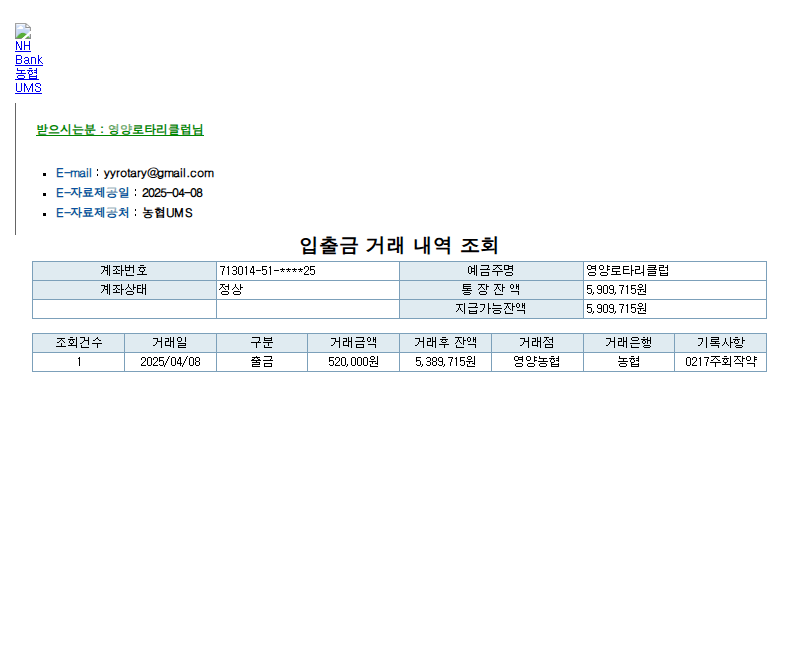 NH
Bank
농협
UMS
받으시는분 : 영양로타리클럽님
E-mail : yyrotary@gmail.com
E-자료제공일 : 2025-04-08
E-자료제공처 : 농협UMS
입출금 거래 내역 조회
계좌번호 713014-51-****25 예금주명 영양로타리클럽
계좌상태 정상 통 장 잔 액 5,909,715원
지급가능잔액 5,909,715원
조회건수 거래일 구분 거래금액 거래후 잔액 거래점 거래은행 기록사항
1 2025/04/08 출금 520,000원 5,389,715원 영양농협 농협 0217주회작약